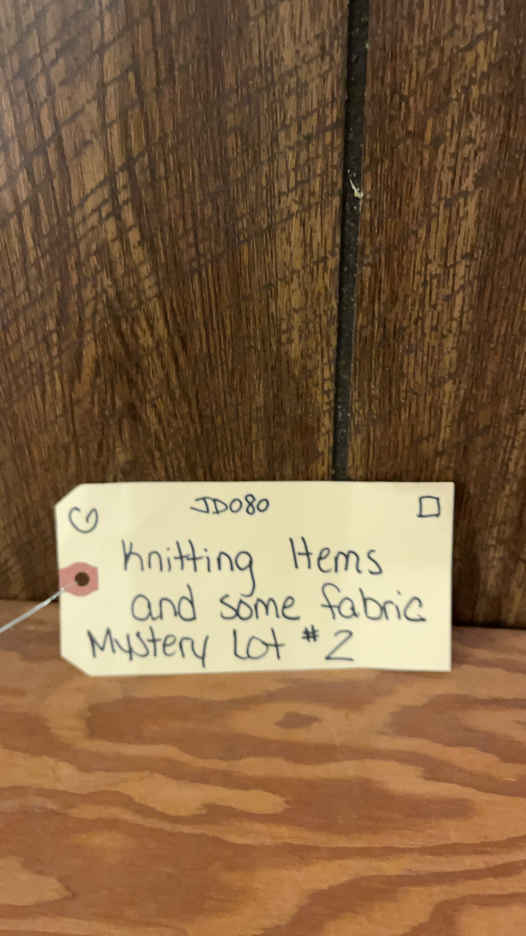 JD080
Knitting Items
and some fabric
Mystery Lot #2